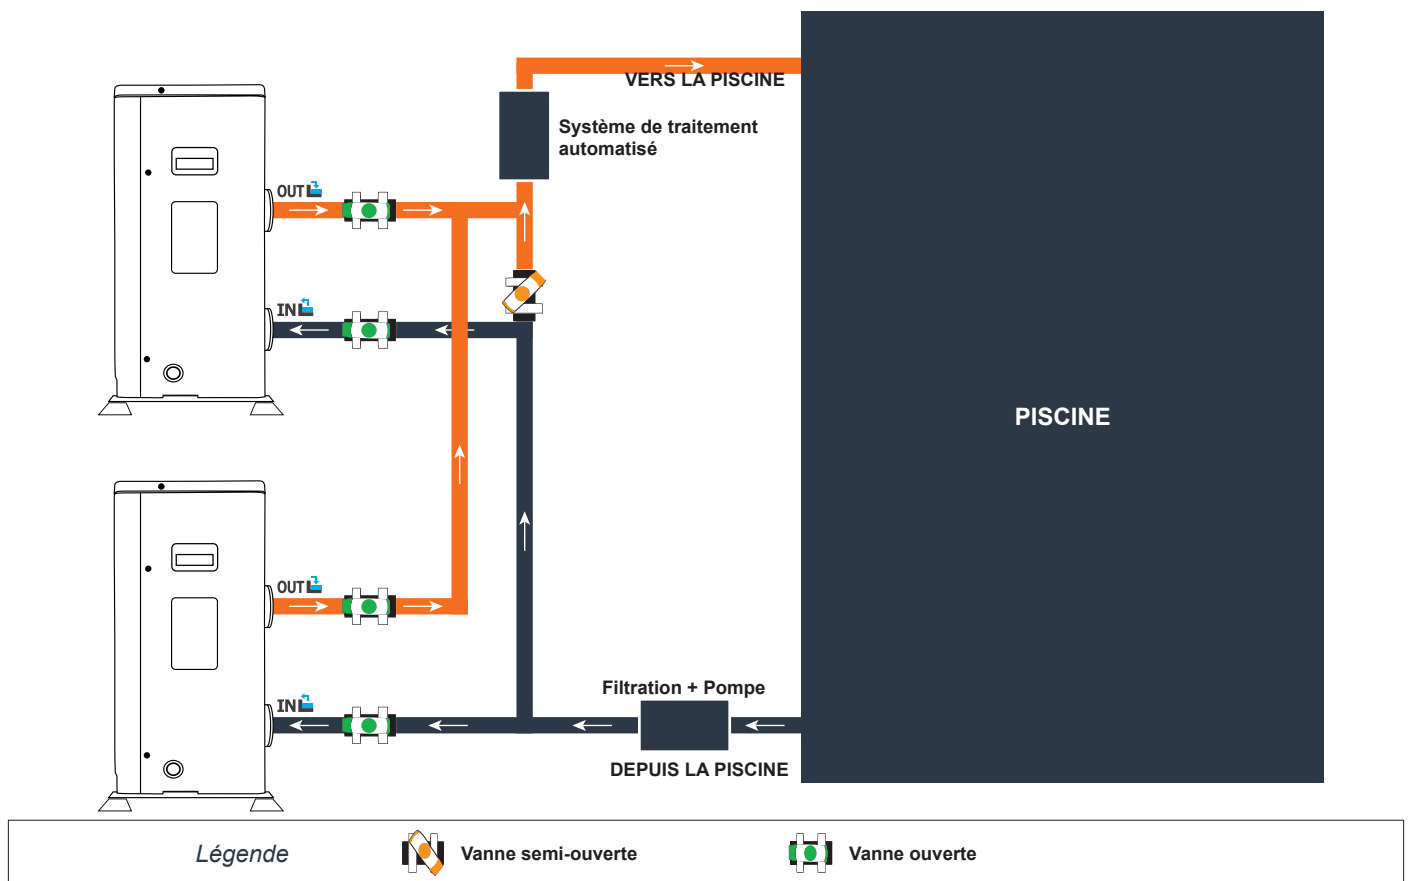 VERS LA PISCINE
Système de traitement
automatisé
OUT
IN
PISCINE
OUT
IN
Filtration + Pompe
DEPUIS LA PISCINE
Légende
Vanne semi-ouverte
Vanne ouverte